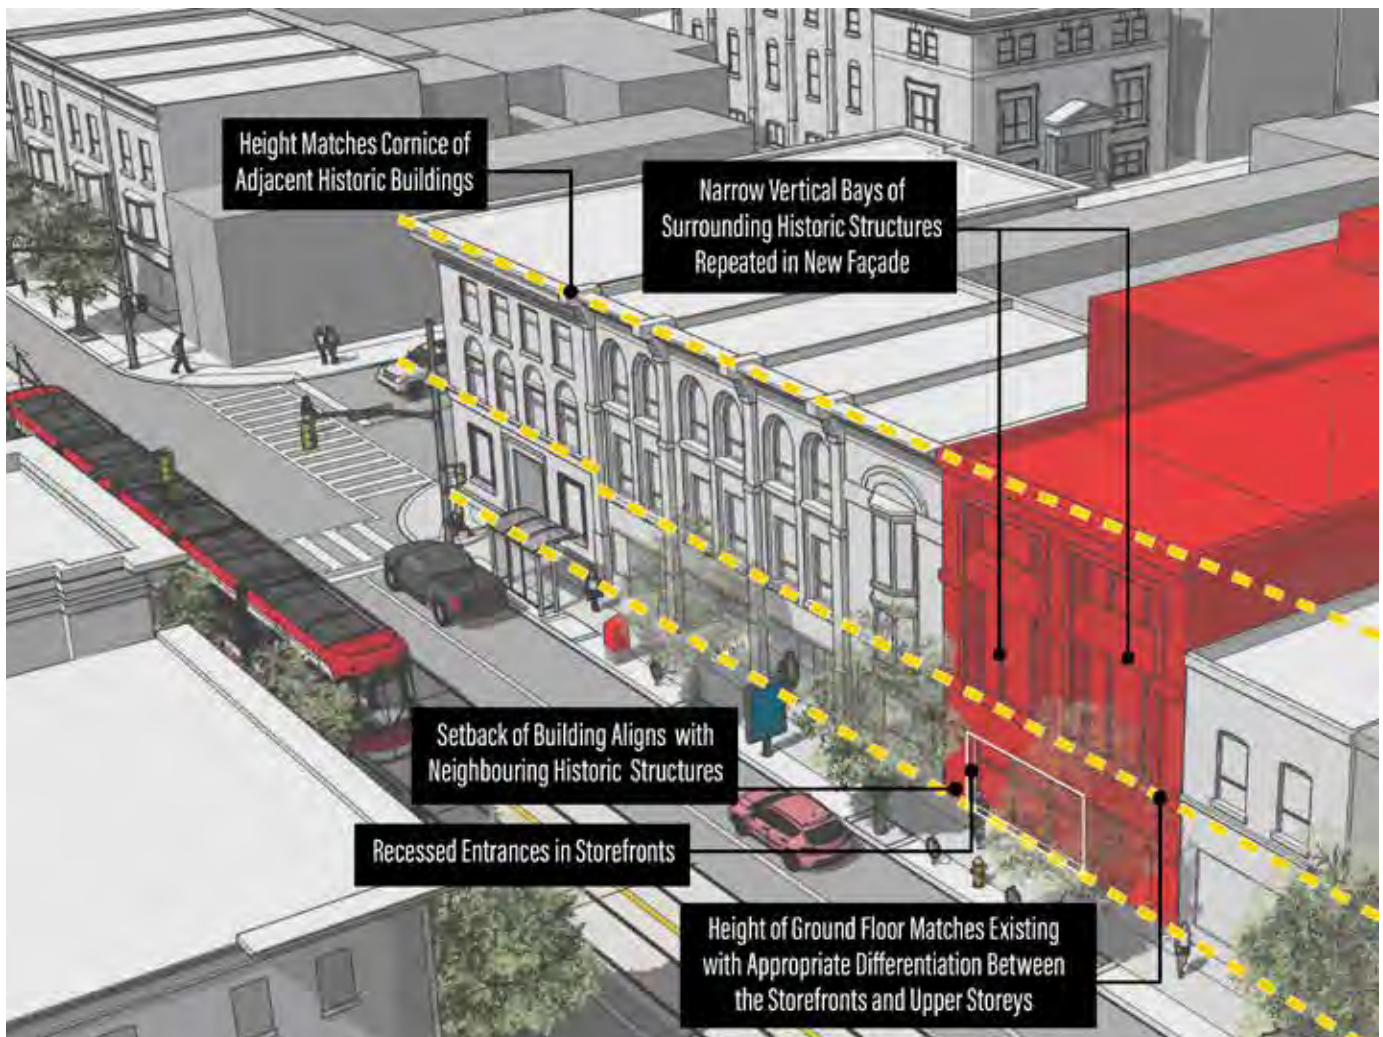 Height Matches Cornice of
Adjacent Historic Buildings
Narrow Vertical Bays of
Surrounding Historic Structures
Repeated in New Façade
Setback of Building Aligns with
Neighbouring Historic Structures
Recessed Entrances in Storefronts
Height of Ground Floor Matches Existing
with Appropriate Differentiation Between
the Storefronts and Upper Storeys